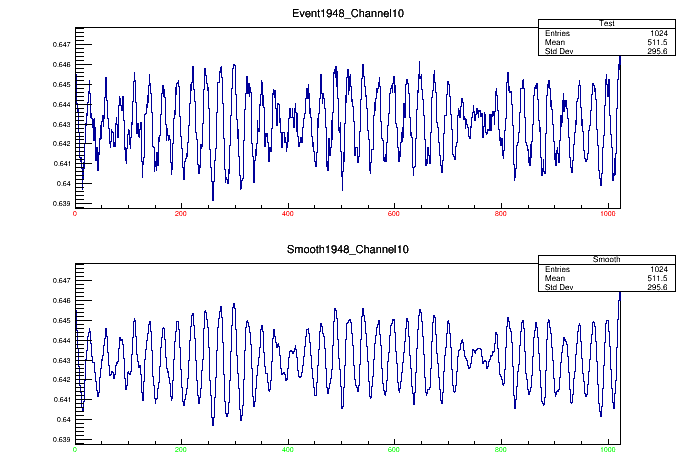 Event1948_Channel10
Test
Entries 1024
Mean 511.5
Std Dev 295.6
0.647
0.646
0.645
0.644
0.643
0.642
0.641
0.64
0.639
0 200 400 600 800 1000
Smooth1948_Channel10
Smooth
Entries 1024
Mean 511.5
Std Dev 295.6
0.647
0.646
0.645
0.644
0.643
0.642
0.641
0.64
0.639
0 200 400 600 800 1000